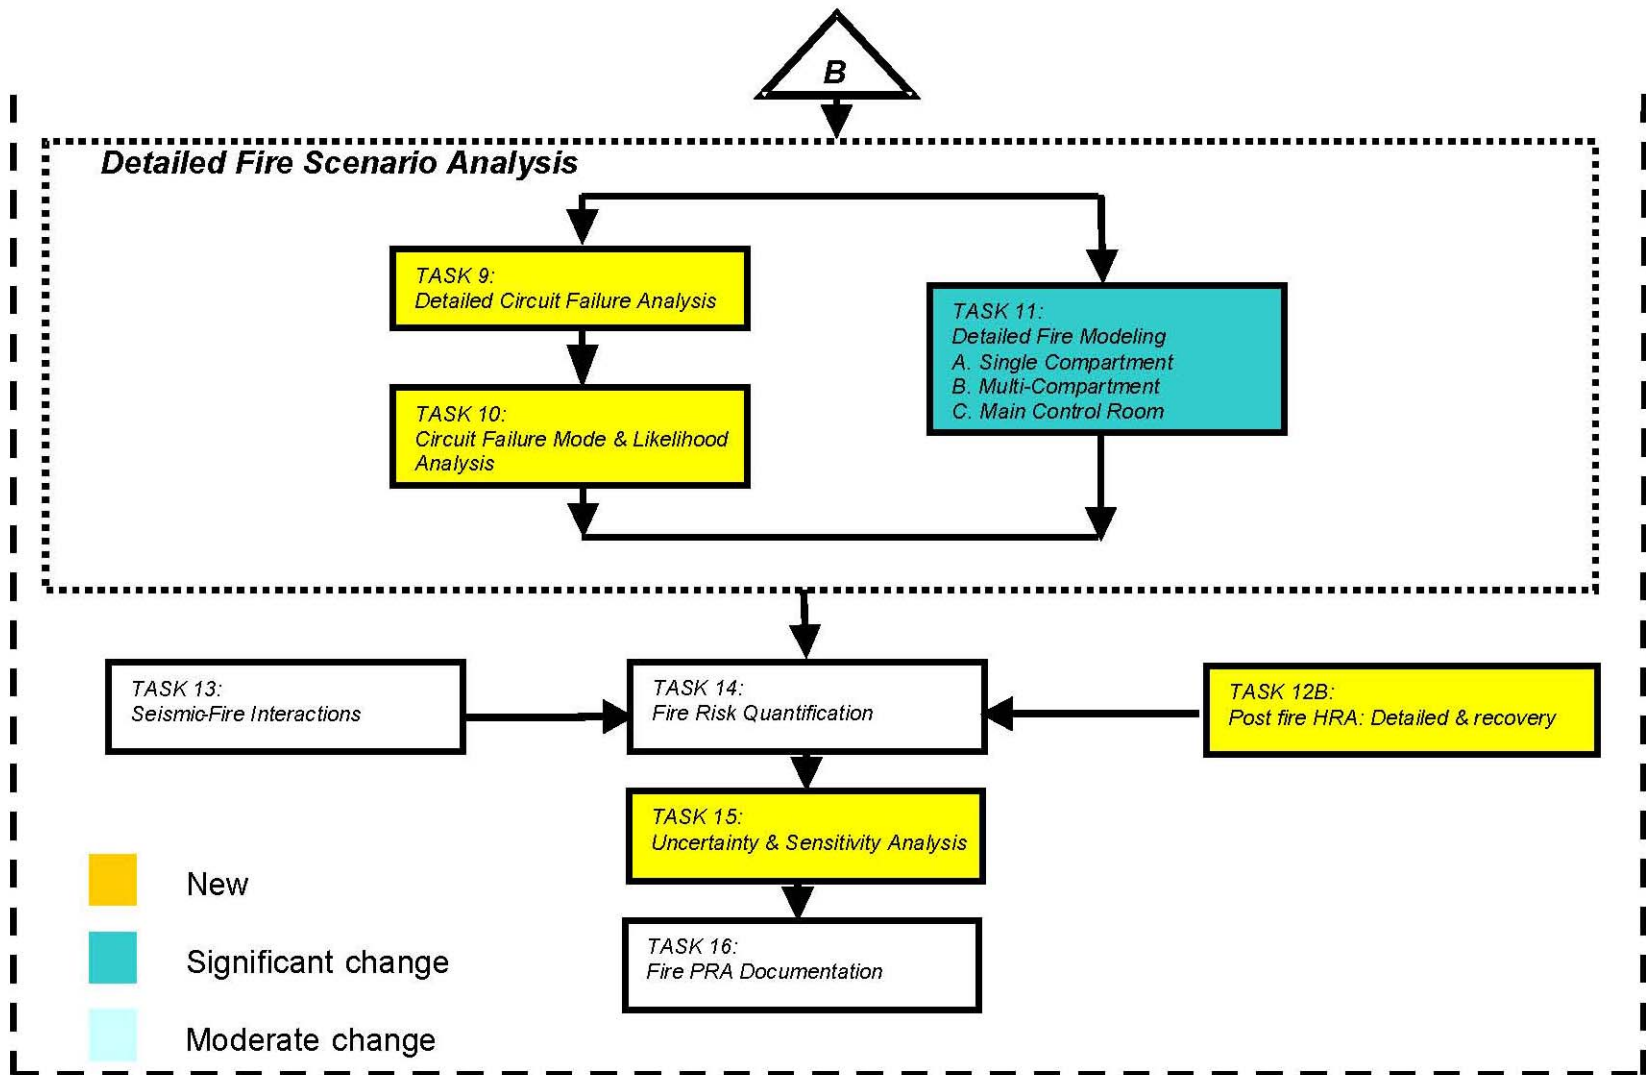 B
Detailed Fire Scenario Analysis
TASK 9:
Detailed Circuit Failure Analysis
TASK 10:
Circuit Failure Mode & Likelihood
Analysis
TASK 11:
Detailed Fire Modeling
A. Single Compartment
B. Multi-Compartment
C. Main Control Room
TASK 13:
Seismic-Fire Interactions
TASK 14:
Fire Risk Quantification
TASK 12B:
Post fire HRA: Detailed & recovery
TASK 15:
Uncertainty & Sensitivity Analysis
TASK 16:
Fire PRA Documentation
New
Significant change
Moderate change